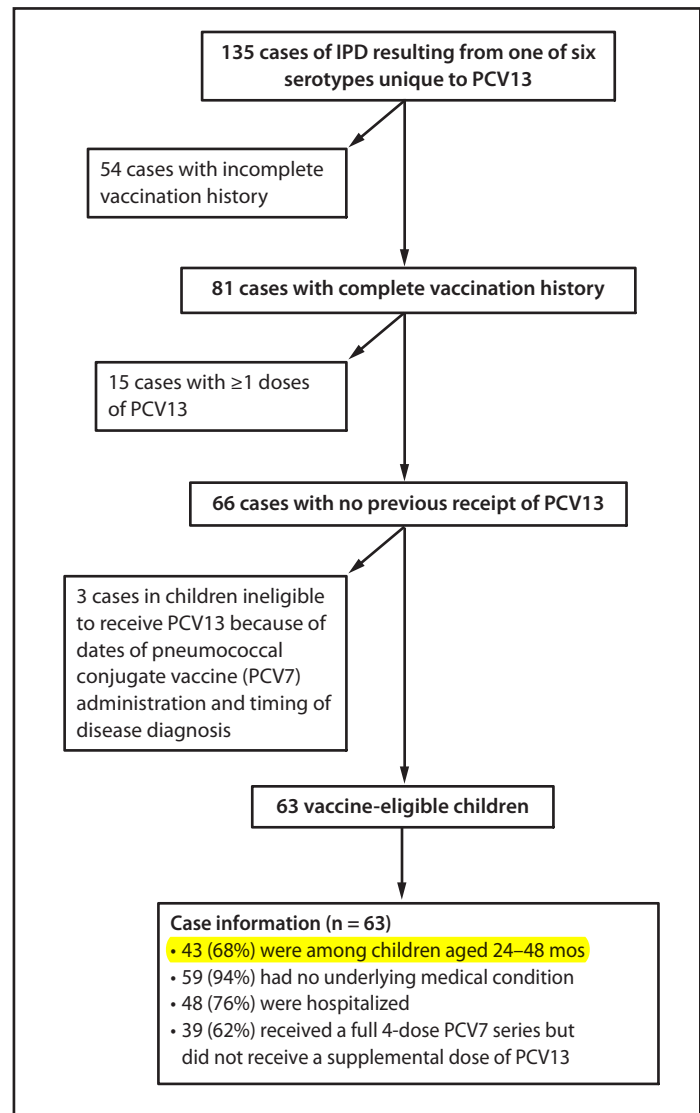 135 cases of IPD resulting from one of six
serotypes unique to PCV13
54 cases with incomplete
vaccination history
81 cases with complete vaccination history
15 cases with ≥1 doses
of PCV13
66 cases with no previous receipt of PCV13
3 cases in children ineligible
to receive PCV13 because of
dates of pneumococcal
conjugate vaccine (PCV7)
administration and timing of
disease diagnosis
63 vaccine-eligible children
Case information (n = 63)
• 43 (68%) were among children aged 24–48 mos
• 59 (94%) had no underlying medical condition
• 48 (76%) were hospitalized
• 39 (62%) received a full 4-dose PCV7 series but
did not receive a supplemental dose of PCV13